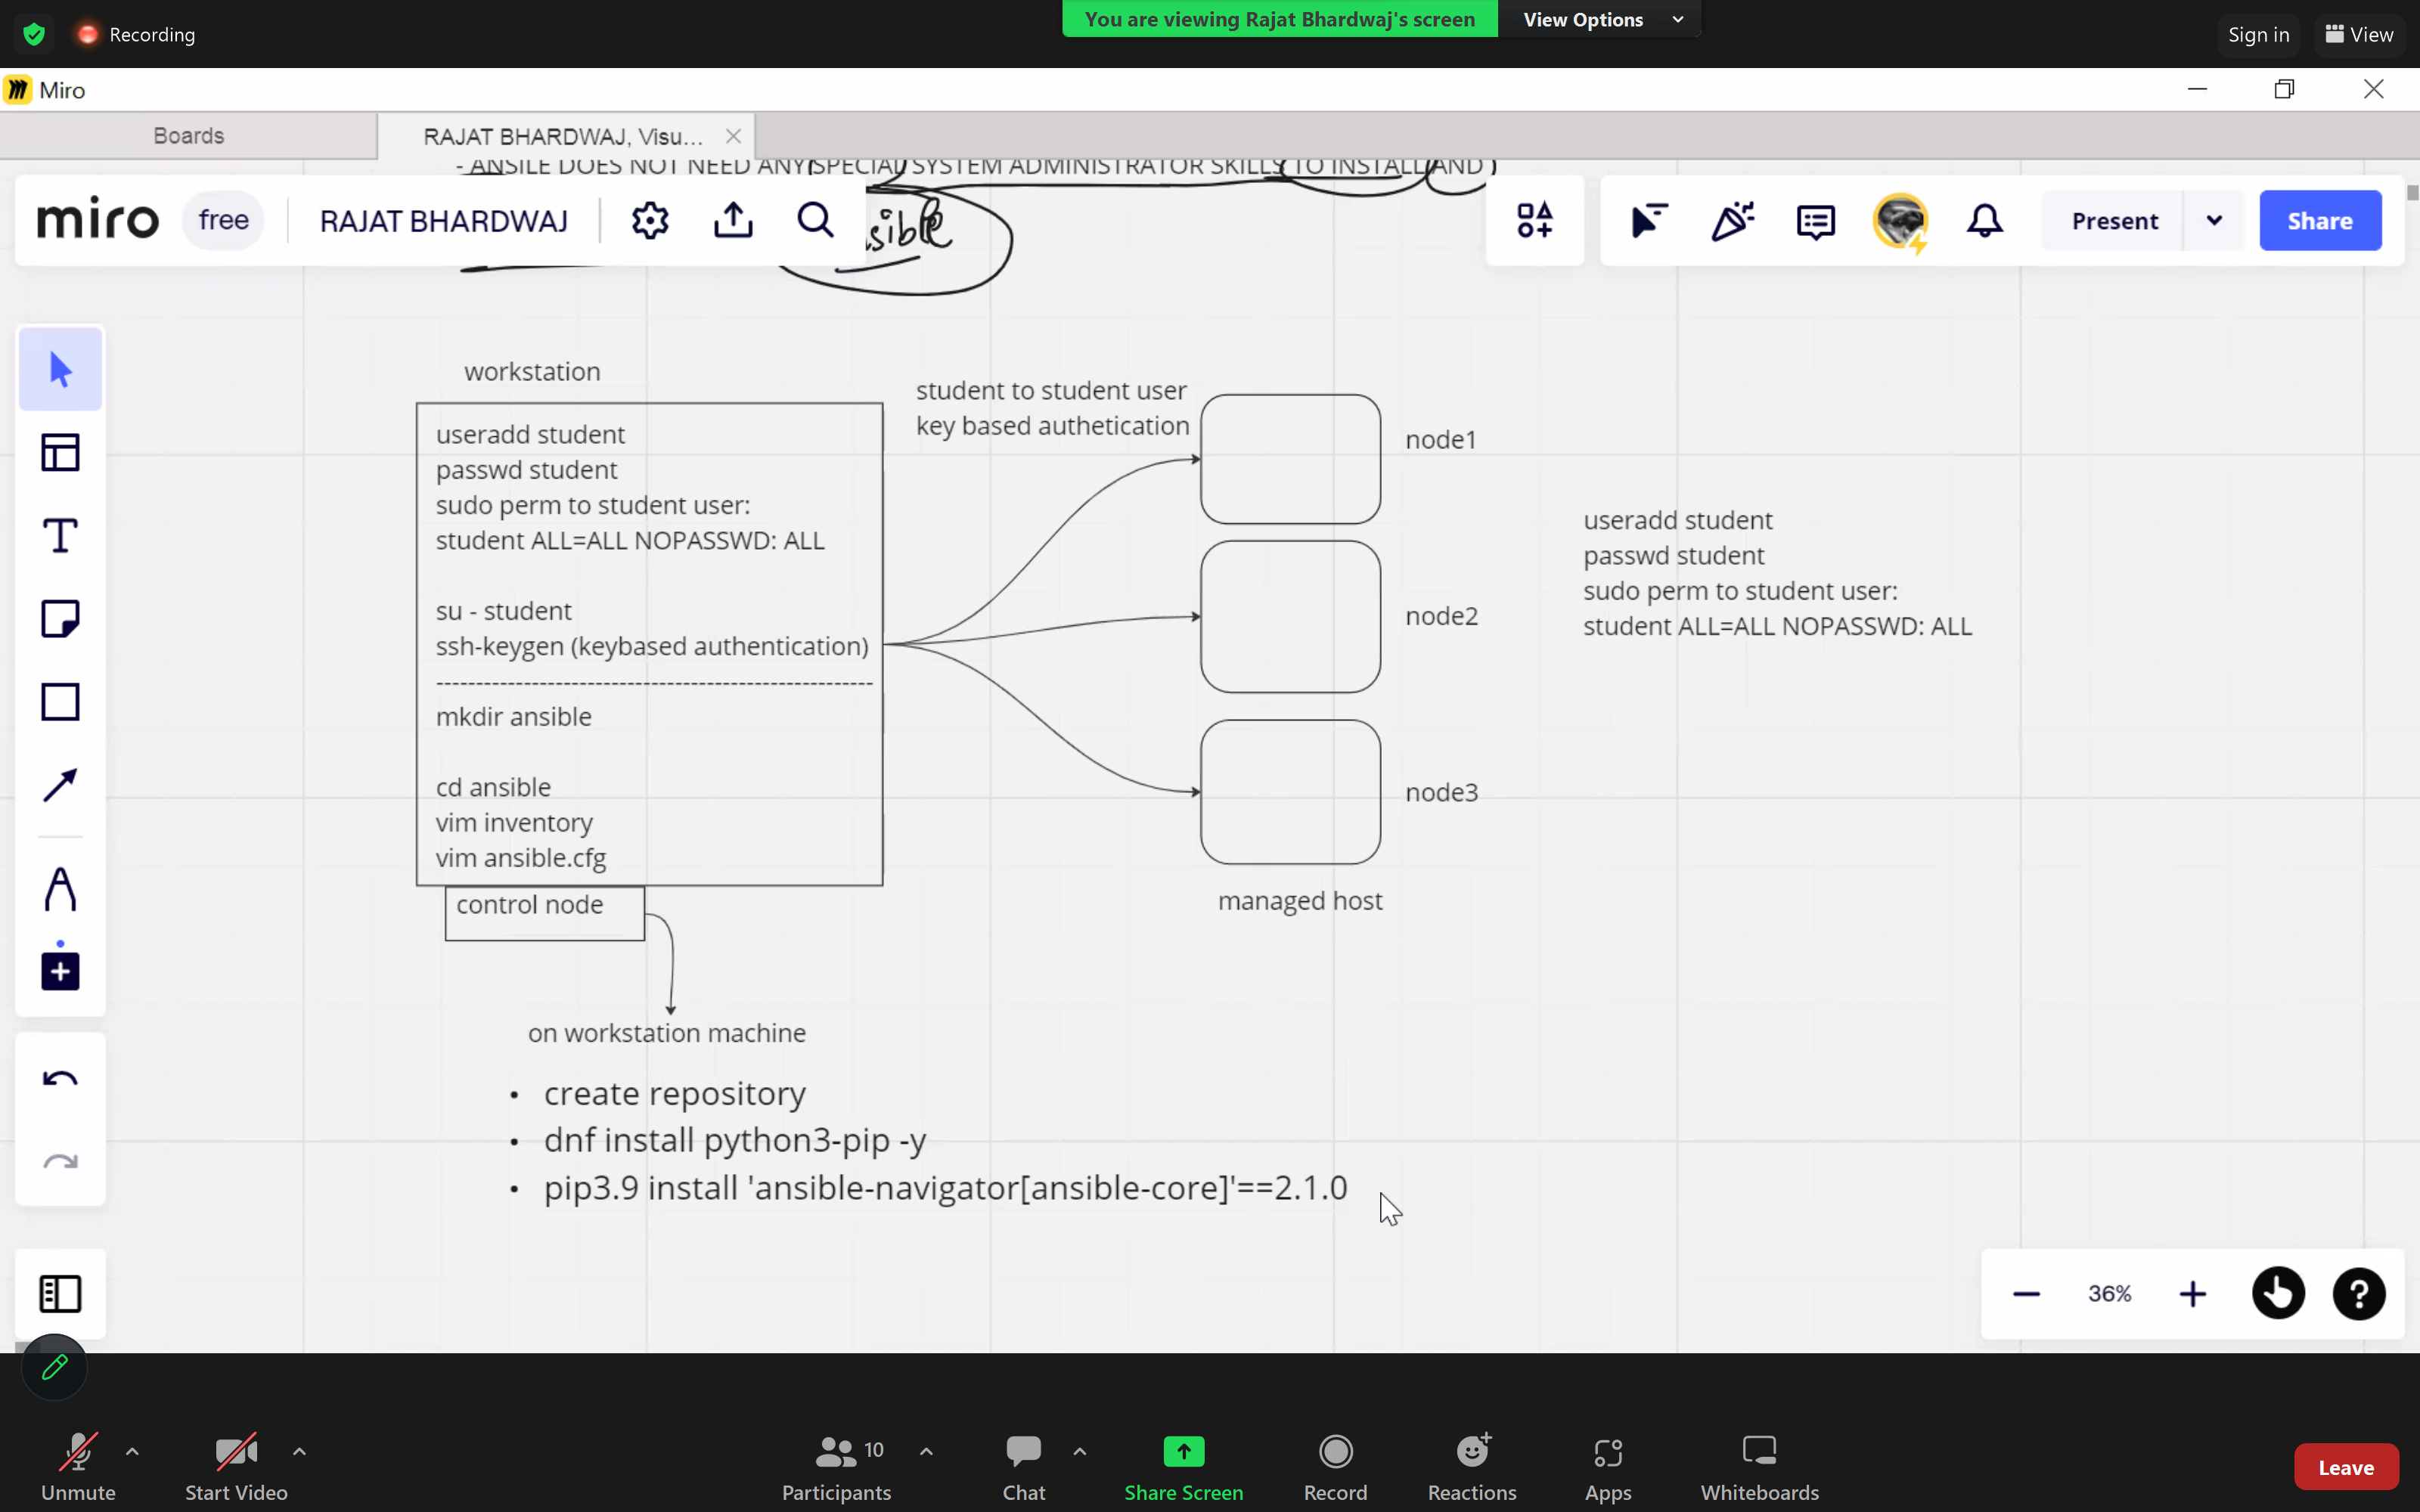 Recording
You are viewing Rajat Bhardwaj's screen
View Options
Sign in
View
Miro
Boards
RAJAT BHARDWAJ, Visu...
- ANSILE DOES NOT NEED ANY SPECIAL SYSTEM ADMINISTRATOR SKILLS TO INSTALL AND
miro
free
RAJAT BHARDWAJ
sible
Present
Share
workstation
useradd student
passwd student
sudo perm to student user:
student ALL=ALL NOPASSWD: ALL
su - student
ssh-keygen (keybased authentication)
------------------------------------------------------
mkdir ansible
cd ansible
vim inventory
vim ansible.cfg
control node
student to student user
key based authetication
node1
node2
node3
managed host
useradd student
passwd student
sudo perm to student user:
student ALL=ALL NOPASSWD: ALL
on workstation machine
• create repository
• dnf install python3-pip -y
• pip3.9 install 'ansible-navigator[ansible-core]'==2.1.0
36%
Unmute
Start Video
10
Participants
Chat
Share Screen
Record
Reactions
Apps
Whiteboards
Leave